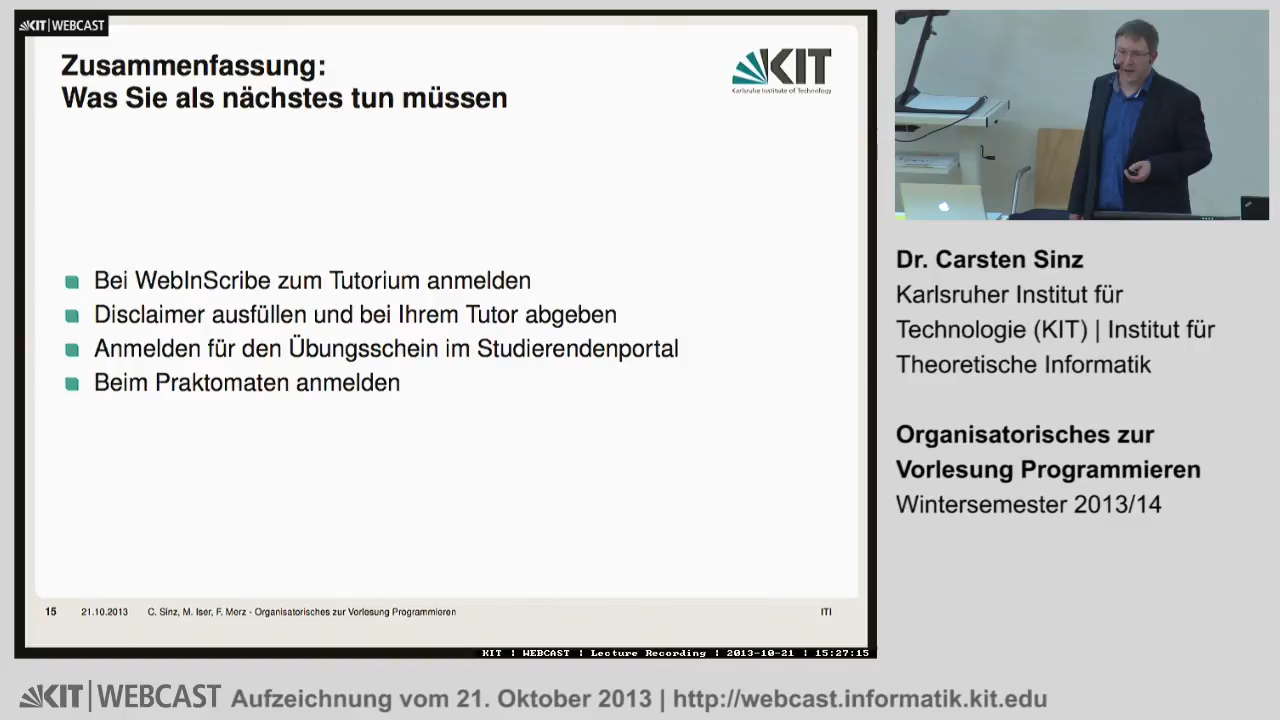 KIT | WEBCAST
Zusammenfassung:
Was Sie als nächstes tun müssen
KIT
Karlsruhe Institute of Technology
Bei WebInScribe zum Tutorium anmelden
Disclaimer ausfüllen und bei Ihrem Tutor abgeben
Anmelden für den Übungsschein im Studierendenportal
Beim Praktomaten anmelden
15 21.10.2013 C. Sinz, M. Iser, F. Merz - Organisatorisches zur Vorlesung Programmieren ITI
KIT | WEBCAST | Lecture Recording | 2013-10-21 | 15:27:15
Dr. Carsten Sinz
Karlsruher Institut für
Technologie (KIT) | Institut für
Theoretische Informatik
Organisatorisches zur
Vorlesung Programmieren
Wintersemester 2013/14
KIT | WEBCAST Aufzeichnung vom 21. Oktober 2013 | http://webcast.informatik.kit.edu